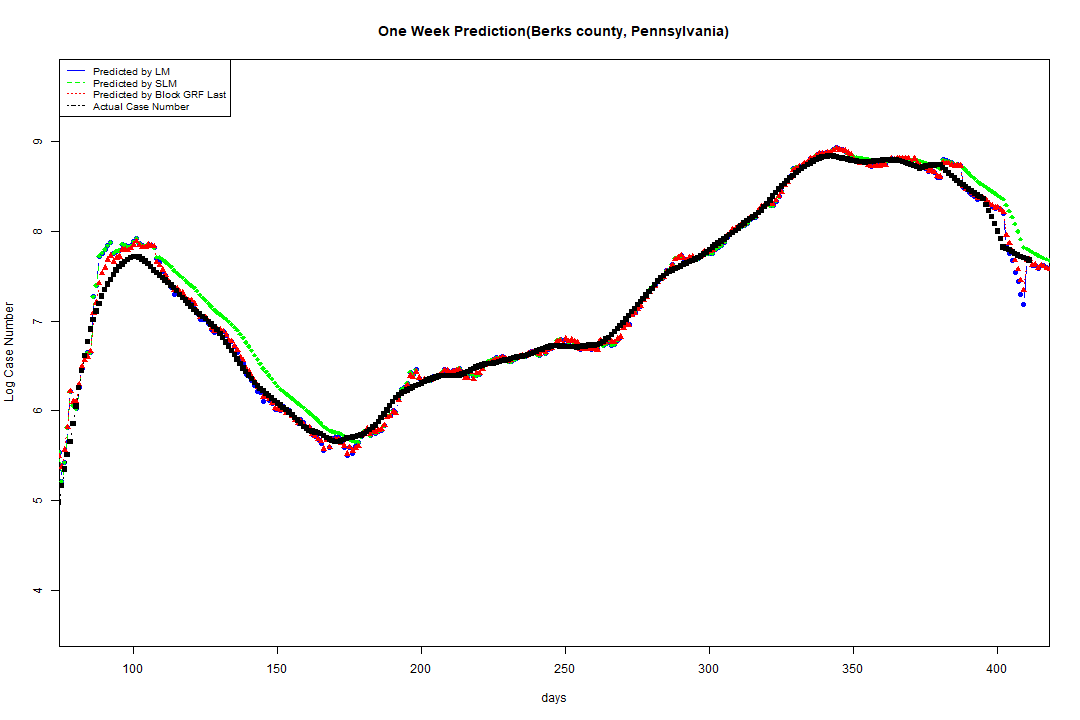 One Week Prediction(Berks county, Pennsylvania)
Predicted by LM
Predicted by SLM
Predicted by Block GRF Last
Actual Case Number
9
8
7
6
5
4
Log Case Number
100 150 200 250 300 350 400
days